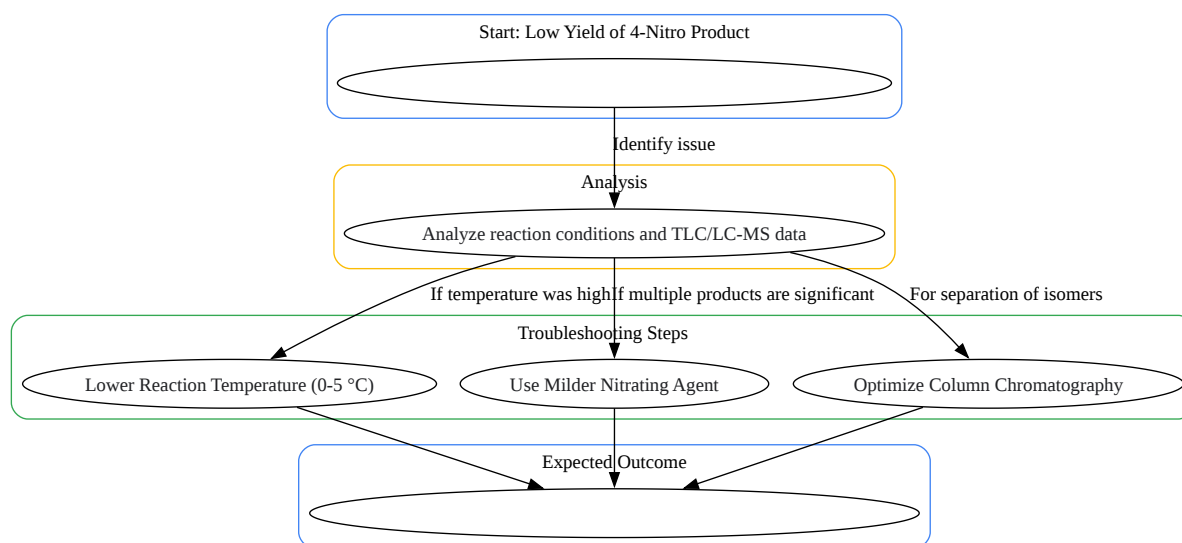 Start: Low Yield of 4-Nitro Product
Identify issue
Analysis
Analyze reaction conditions and TLC/LC-MS data
If temperature was high
If multiple products are significant
For separation of isomers
Troubleshooting Steps
Lower Reaction Temperature (0-5 °C)
Use Milder Nitrating Agent
Optimize Column Chromatography
Expected Outcome